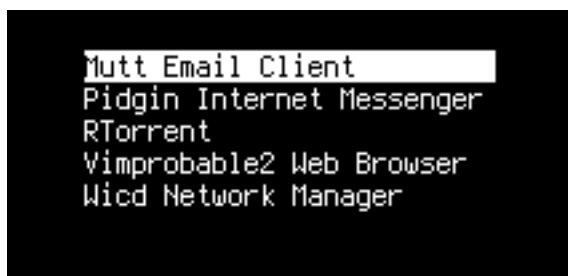 Mutt Email Client
Pidgin Internet Messenger
RTorrent
Vimprobable2 Web Browser
Wicd Network Manager